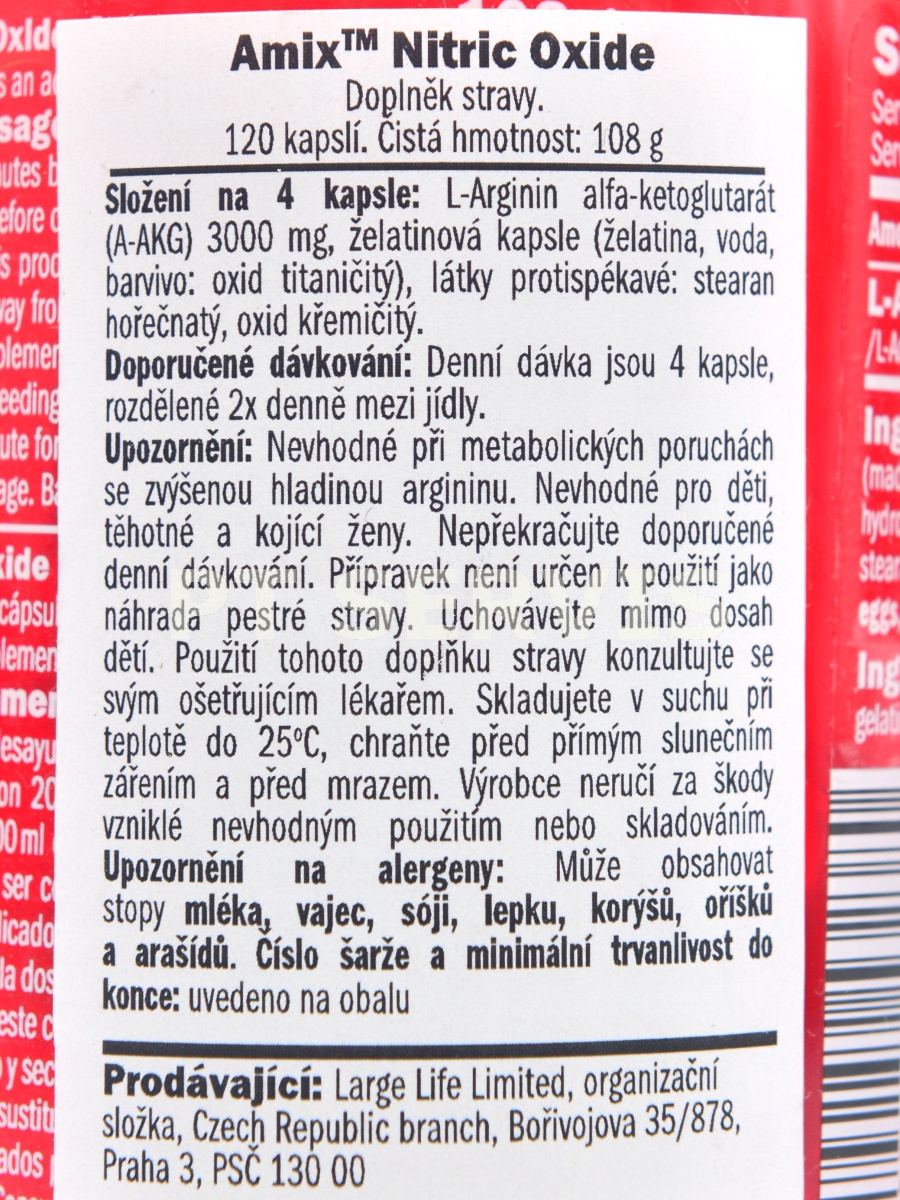 Amix™ Nitric Oxide
Doplněk stravy.
120 kapslí. Čistá hmotnost: 108 g
Složení na 4 kapsle: L-Arginin alfa-ketoglutarát
(A-AKG) 3000 mg, želatinová kapsle (želatina, voda,
barvivo: oxid titaničitý), látky protispékavé: stearan
hořečnatý, oxid křemičitý.
Doporučené dávkování: Denní dávka jsou 4 kapsle,
rozdělené 2x denně mezi jídly.
Upozornění: Nevhodné při metabolických poruchách
se zvýšenou hladinou argininu. Nevhodné pro děti,
těhotné a kojící ženy. Nepřekračujte doporučené
denní dávkování. Přípravek není určen k použití jako
náhrada pestré stravy. Uchovávejte mimo dosah
dětí. Použití tohoto doplňku stravy konzultujte se
svým ošetřujícím lékařem. Skladujete v suchu při
teplotě do 25ºC, chraňte před přímým slunečním
zářením a před mrazem. Výrobce neručí za škody
vzniklé nevhodným použitím nebo skladováním.
Upozornění na alergeny: Může obsahovat
stopy mléka, vajec, sóji, lepku, korýšů, oříšků
a arašídů. Číslo šarže a minimální trvanlivost do
konce: uvedeno na obalu
Prodávající: Large Life Limited, organizační
složka, Czech Republic branch, Bořivojova 35/878,
Praha 3, PSČ 130 00